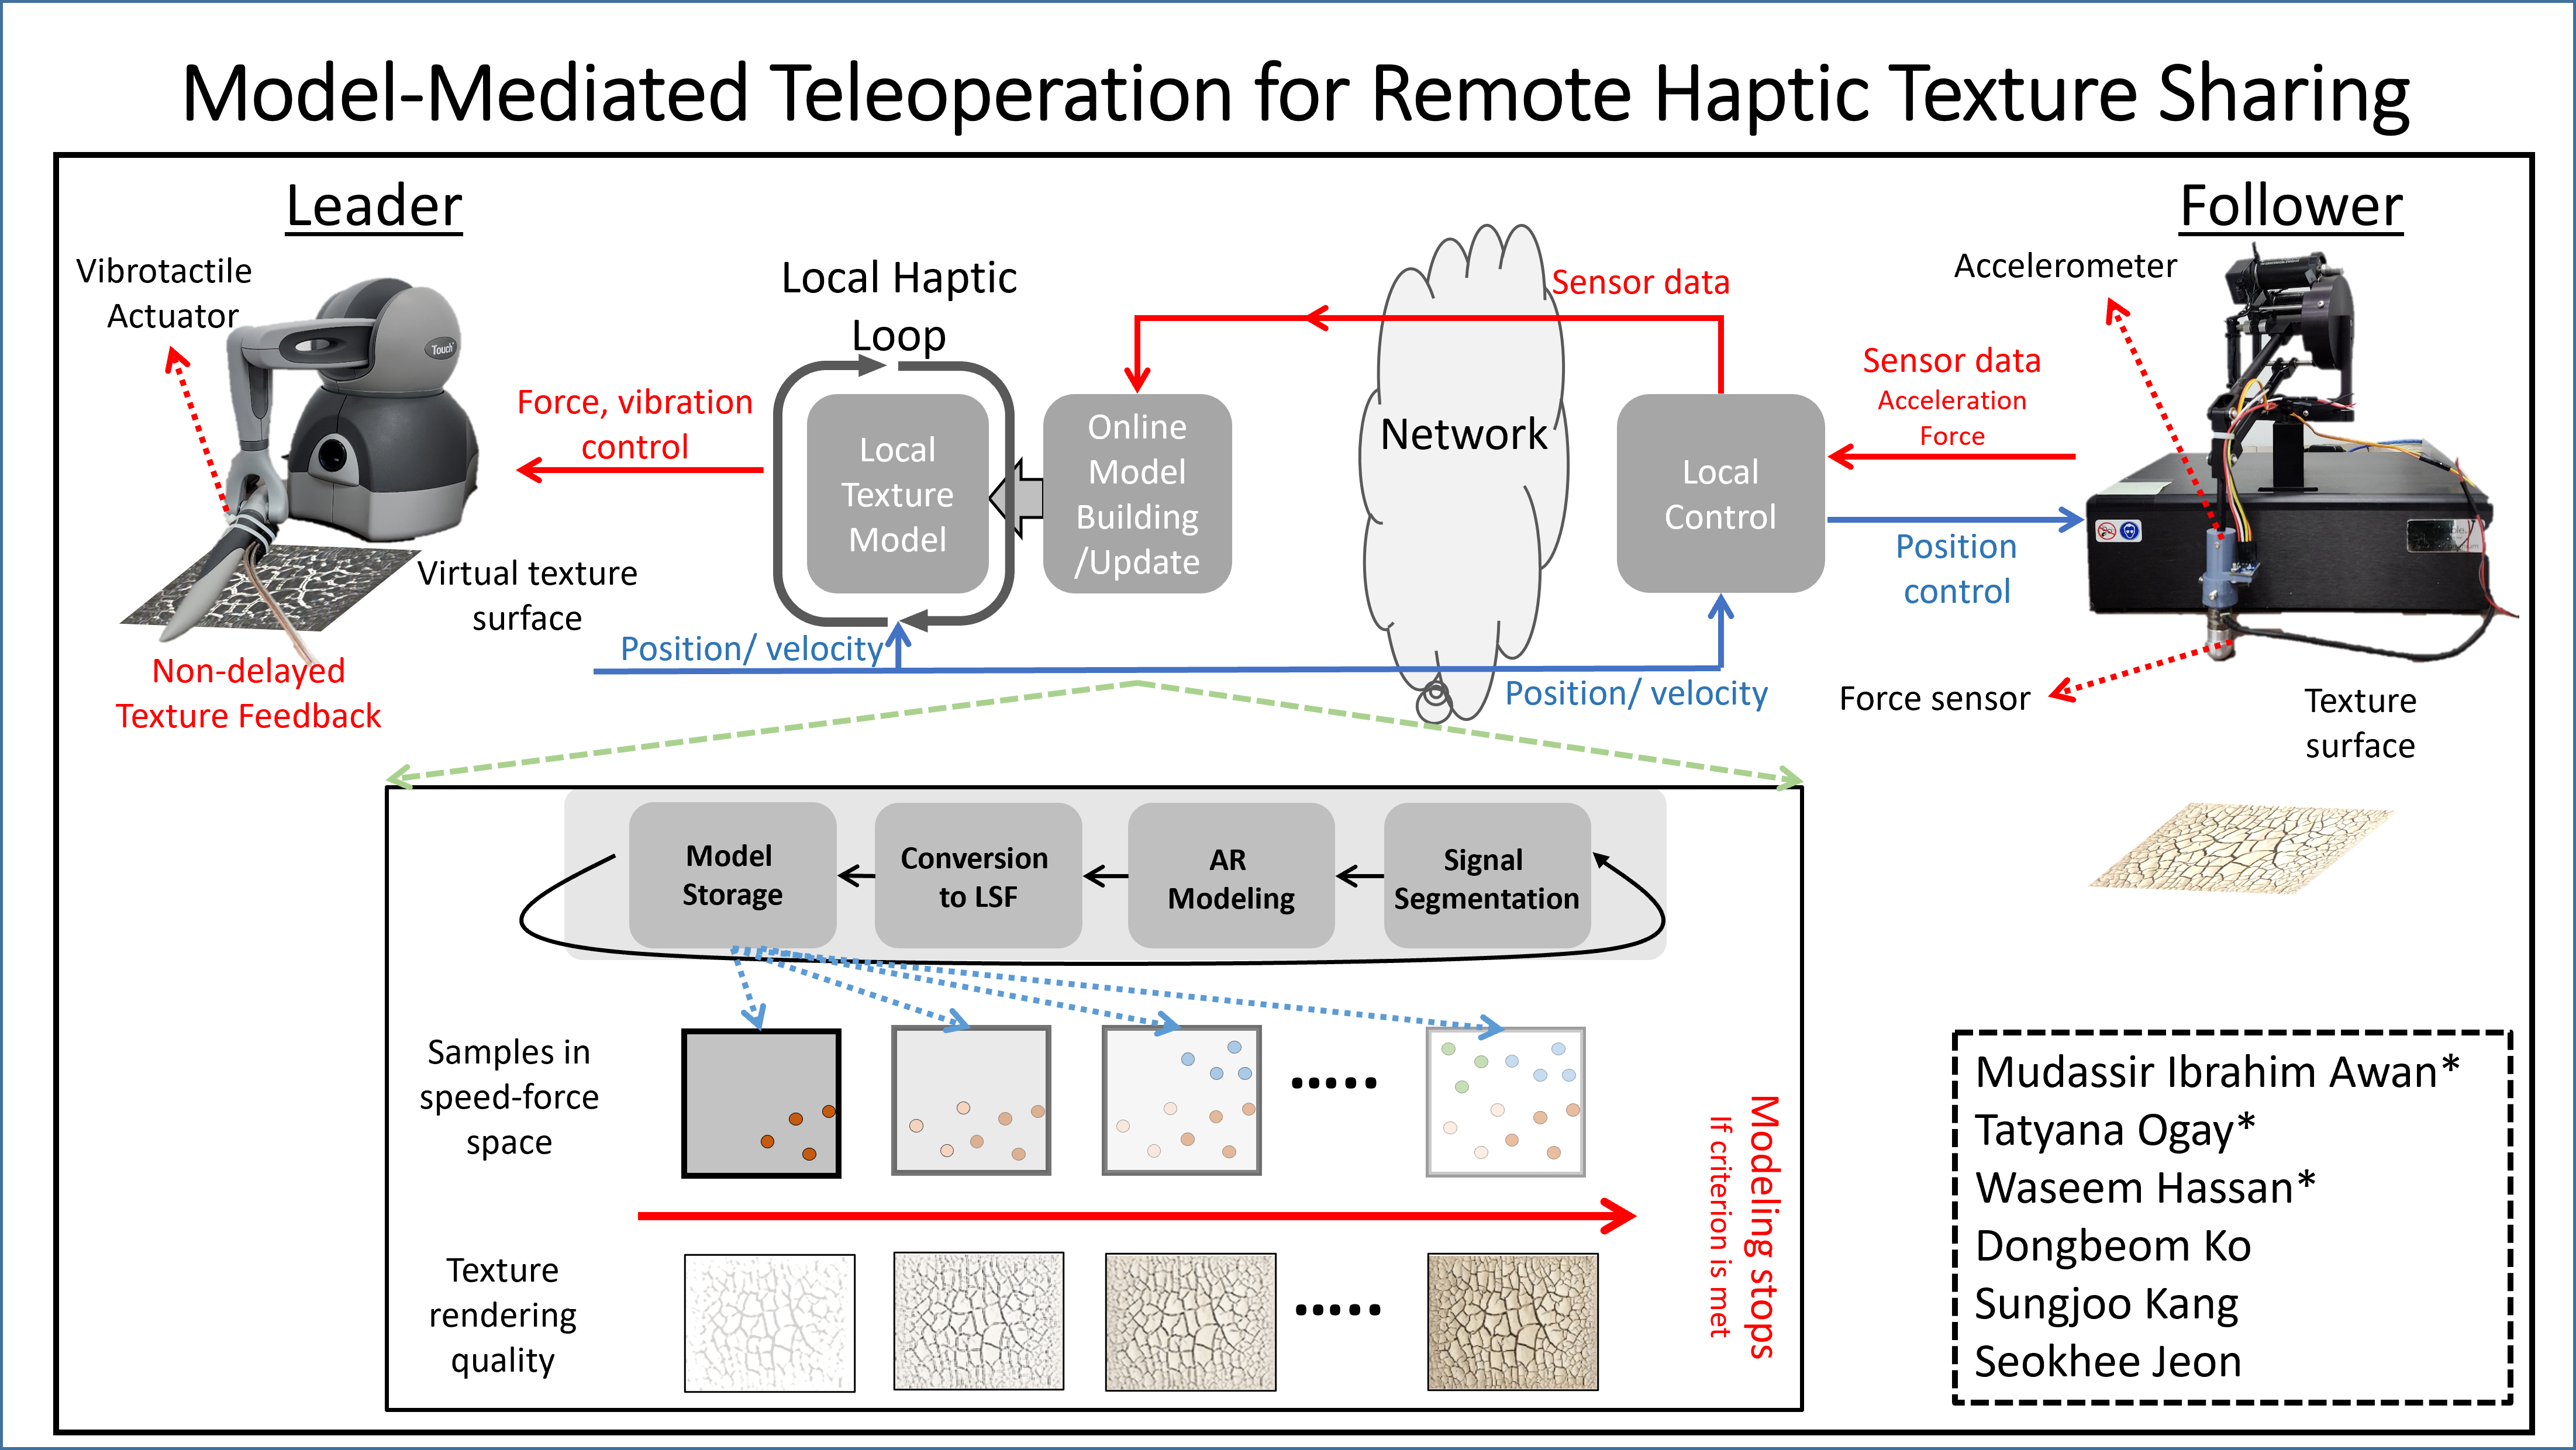 Model-Mediated Teleoperation for Remote Haptic Texture Sharing
Leader
Follower
Vibrotactile
Actuator
Touch
Local Haptic
Loop
Force, vibration
control
Local
Texture
Model
Online
Model
Building
/Update
Network
Sensor data
Local
Control
Sensor data
Acceleration
Force
Position
control
Accelerometer
Virtual texture
surface
Non-delayed
Texture Feedback
Position/ velocity
Position/ velocity
Force sensor
Texture
surface
Model
Storage
Conversion
to LSF
AR
Modeling
Signal
Segmentation
Samples in
speed-force
space
Texture
rendering
quality
Modeling stops
If criterion is met
Mudassir Ibrahim Awan*
Tatyana Ogay*
Waseem Hassan*
Dongbeom Ko
Sungjoo Kang
Seokhee Jeon